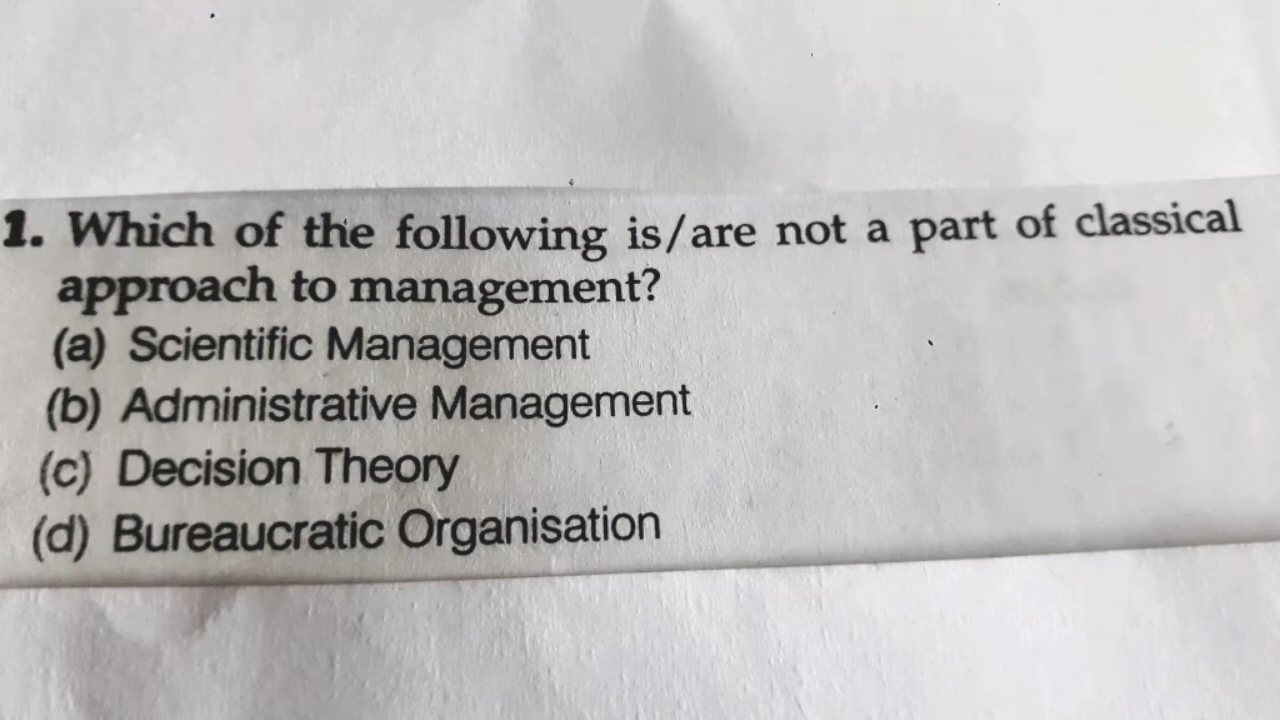 1. Which of the following is/are not a part of classical
approach to management?
(a) Scientific Management
(b) Administrative Management
(c) Decision Theory
(d) Bureaucratic Organisation